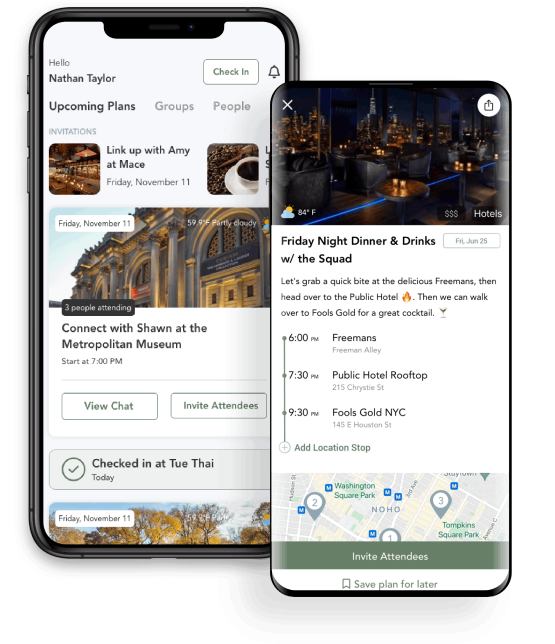 Hello
Nathan Taylor
Check In
Upcoming Plans Groups People
INVITATIONS
Link up with Amy
at Mace
Friday, November 11
Friday, November 11
59.9°F Partly cloudy
3 people attending
Connect with Shawn at the
Metropolitan Museum
Start at 7:00 PM
View Chat
Invite Attendees
Checked in at Tue Thai
Today
Friday, November 11
84° F
$$$ Hotels
Friday Night Dinner & Drinks
w/ the Squad
Fri, Jun 25
Let's grab a quick bite at the delicious Freemans, then
head over to the Public Hotel 🔥. Then we can walk
over to Fools Gold for a great cocktail. 🍸
6:00 PM Freemans
Freeman Alley
7:30 PM Public Hotel Rooftop
215 Chrystie St
9:30 PM Fools Gold NYC
145 E Houston St
Add Location Stop
Hudson St
Washington
Square Park
3rd Ave
M
M
M
M
M
2
3
1
NOHO
Avenue C
Tompkins
Square Park
Invite Attendees
Save plan for later